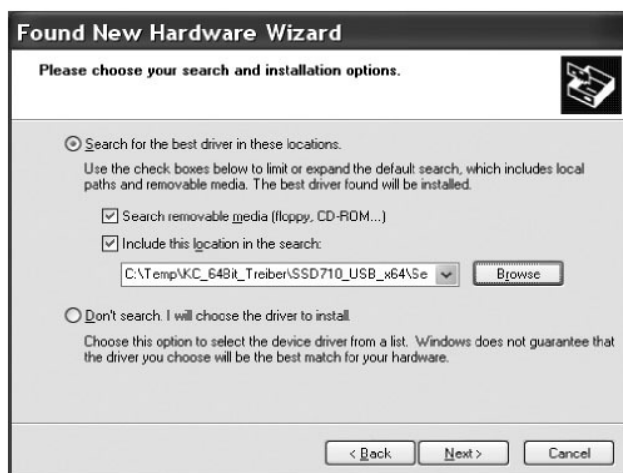 Found New Hardware Wizard
Please choose your search and installation options.
Search for the best driver in these locations.
Use the check boxes below to limit or expand the default search, which includes local
paths and removable media. The best driver found will be installed.
Search removable media (floppy, CD-ROM...)
Include this location in the search:
C:\Temp\KC_64Bit_Treiber\SSD710_USB_x64\Se
Browse
Don't search. I will choose the driver to install.
Choose this option to select the device driver from a list. Windows does not guarantee that
the driver you choose will be the best match for your hardware.
< Back Next > Cancel